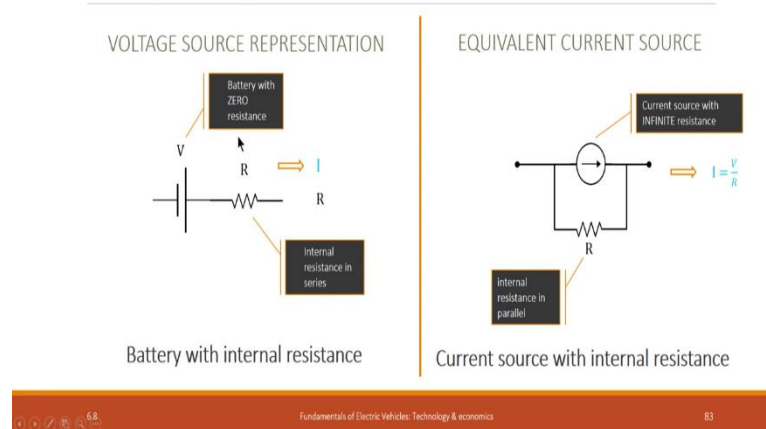 VOLTAGE SOURCE REPRESENTATION
Battery with
ZERO
resistance
V
R
I
R
Internal
resistance in
series
Battery with internal resistance
EQUIVALENT CURRENT SOURCE
Current source with
INFINITE resistance
I = V/R
R
internal
resistance in
parallel
Current source with internal resistance
6.8
Fundamentals of Electric Vehicles: Technology & economics
83